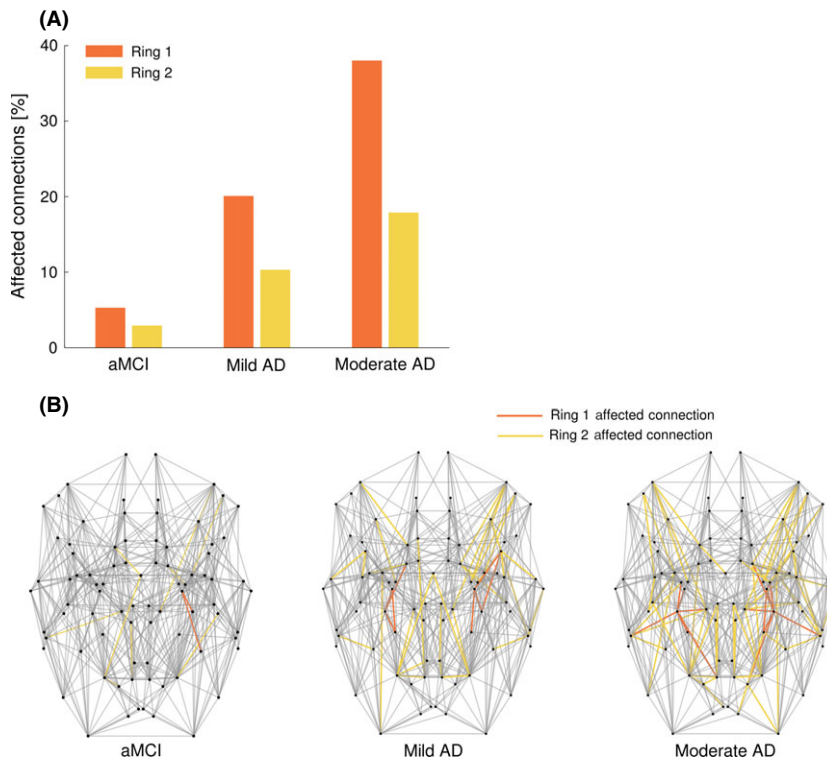 (A)
40
30
20
10
0
Affected connections [%]
Ring 1
Ring 2
aMCI
Mild AD
Moderate AD
(B)
Ring 1 affected connection
Ring 2 affected connection
aMCI
Mild AD
Moderate AD